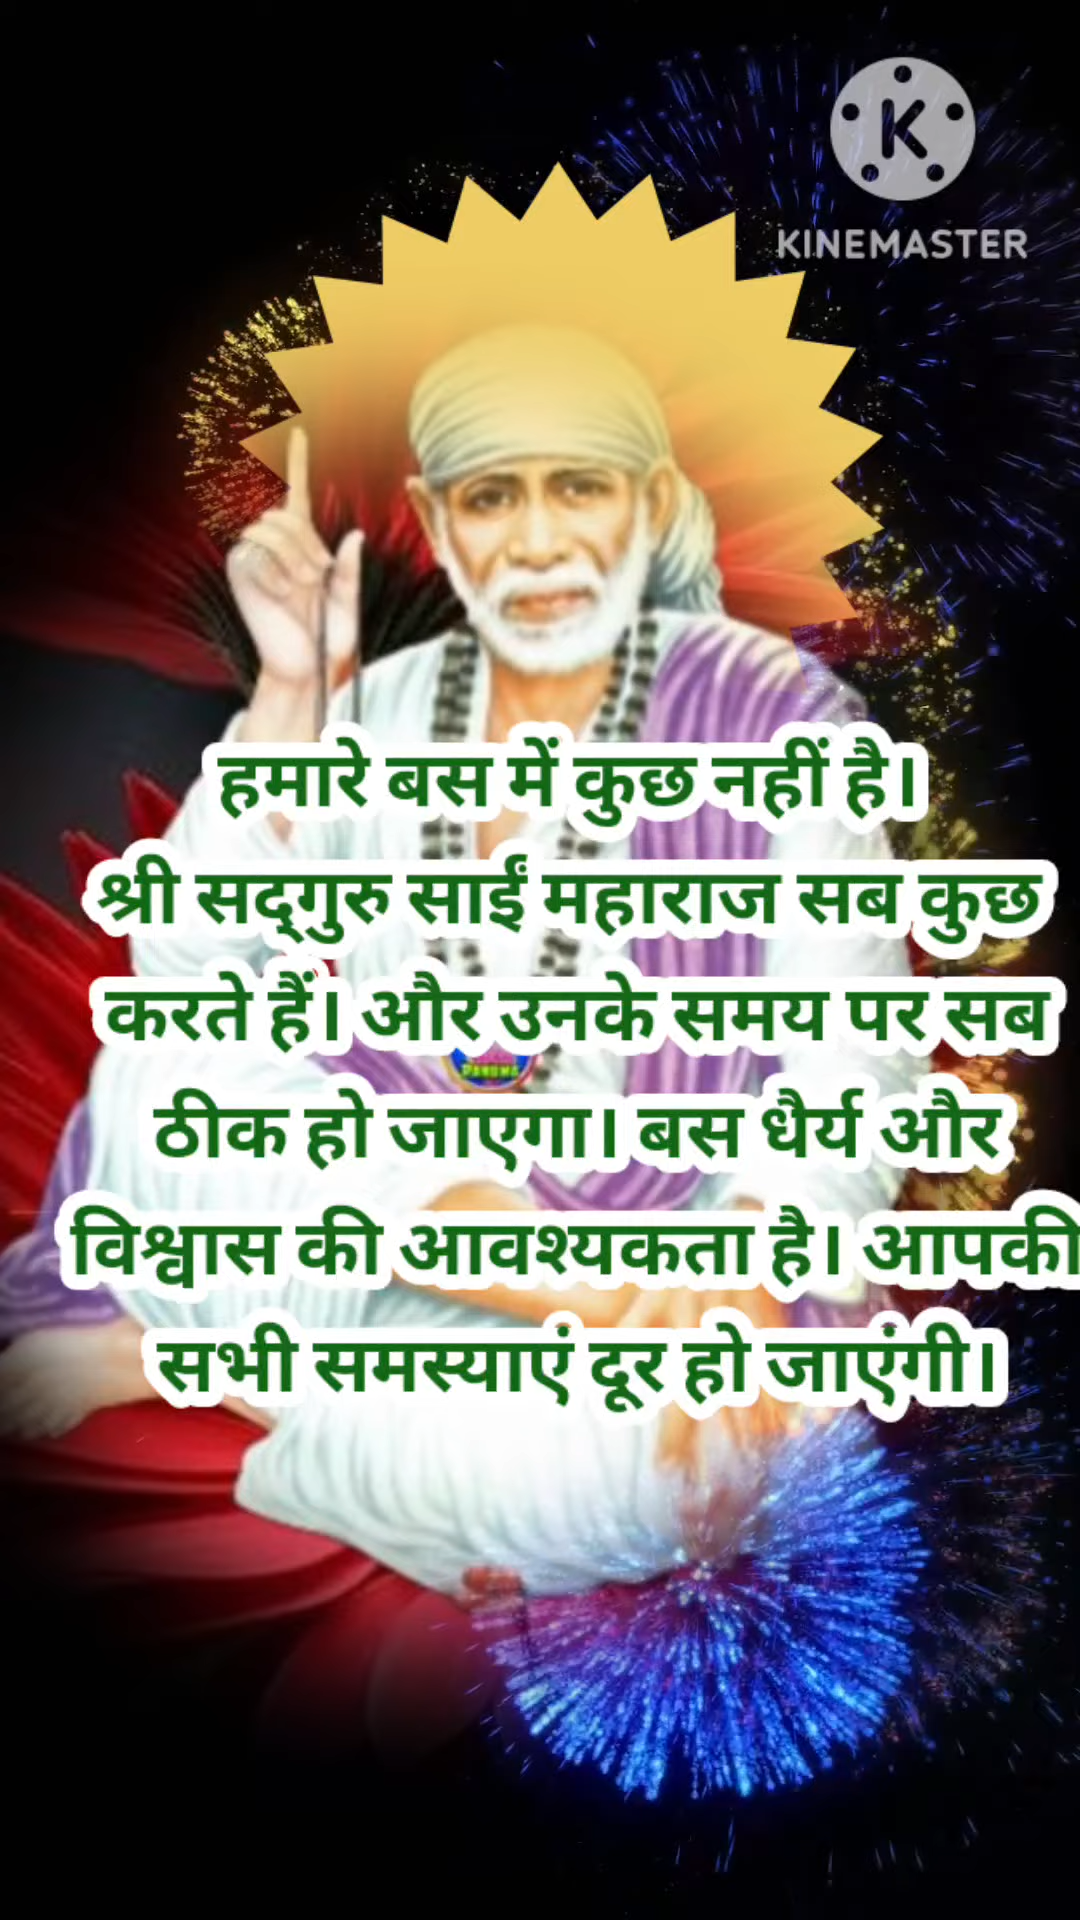 KINEMASTER
हमारे बस में कुछ नहीं है।
श्री सद्गुरु साईं महाराज सब कुछ
करते हैं। और उनके समय पर सब
ठीक हो जाएगा। बस धैर्य और
विश्वास की आवश्यकता है। आपकी
सभी समस्याएं दूर हो जाएंगी।